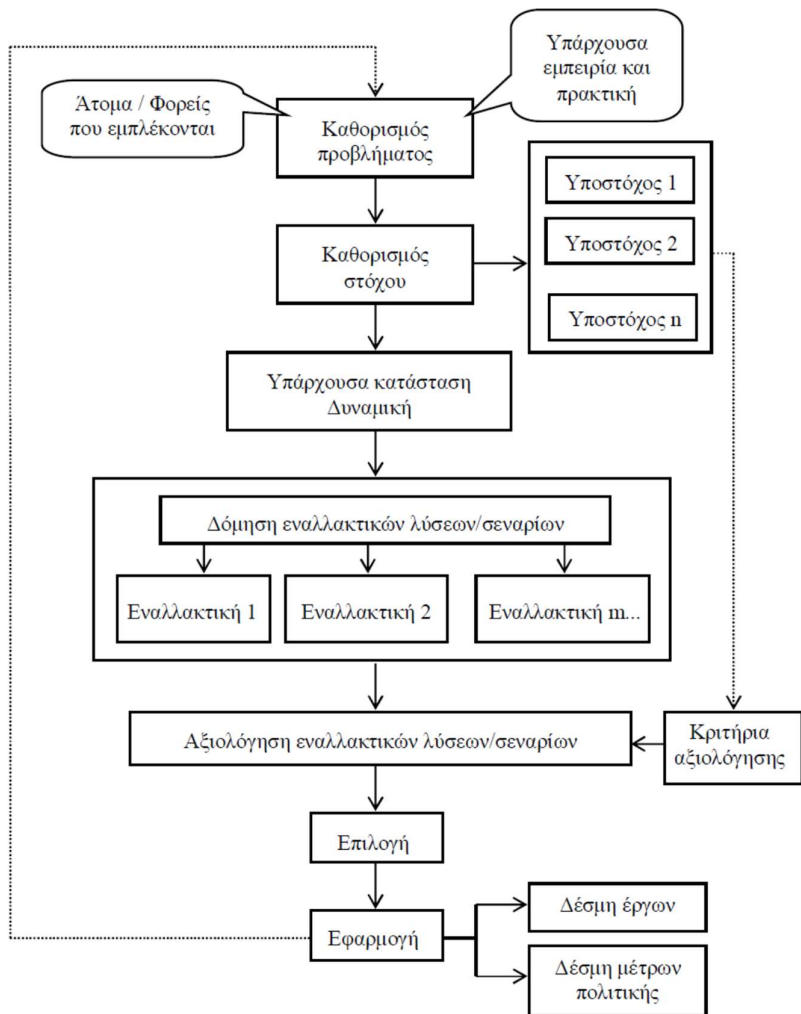 Υπάρχουσα
εμπειρία και
πρακτική
Άτομα / Φορείς
που εμπλέκονται
Καθορισμός
προβλήματος
Υποστόχος 1
Καθορισμός
στόχου
Υποστόχος 2
Υποστόχος n
Υπάρχουσα κατάσταση
Δυναμική
Δόμηση εναλλακτικών λύσεων/σεναρίων
Εναλλακτική 1
Εναλλακτική 2
Εναλλακτική m...
Αξιολόγηση εναλλακτικών λύσεων/σεναρίων
Κριτήρια
αξιολόγησης
Επιλογή
Εφαρμογή
Δέσμη έργων
Δέσμη μέτρων
πολιτικής